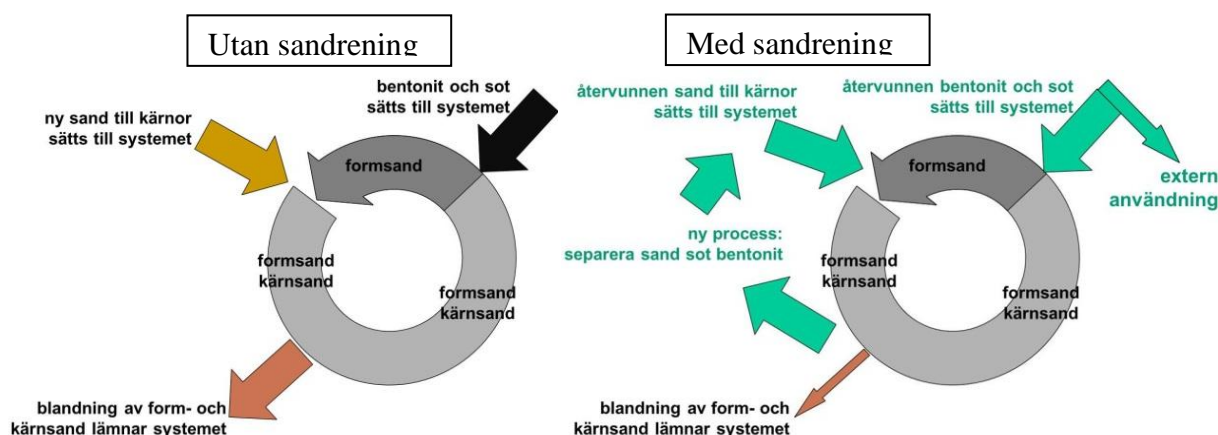 Utan sandrening
bentonit och sot
sätts till systemet
ny sand till kärnor
sätts till systemet
formsand
formsand
kärnsand
formsand
kärnsand
blandning av form- och
kärnsand lämnar systemet
Med sandrening
återvunnen sand till kärnor
sätts till systemet
återvunnen bentonit och sot
sätts till systemet
formsand
extern
användning
ny process:
separera sand sot bentonit
formsand
kärnsand
formsand
kärnsand
blandning av form- och
kärnsand lämnar systemet